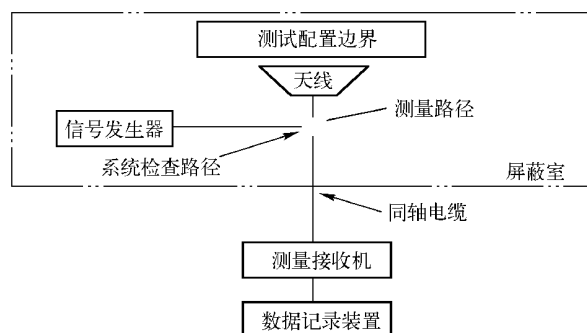 测试配置边界
天线
测量路径
信号发生器
系统检查路径
屏蔽室
同轴电缆
测量接收机
数据记录装置